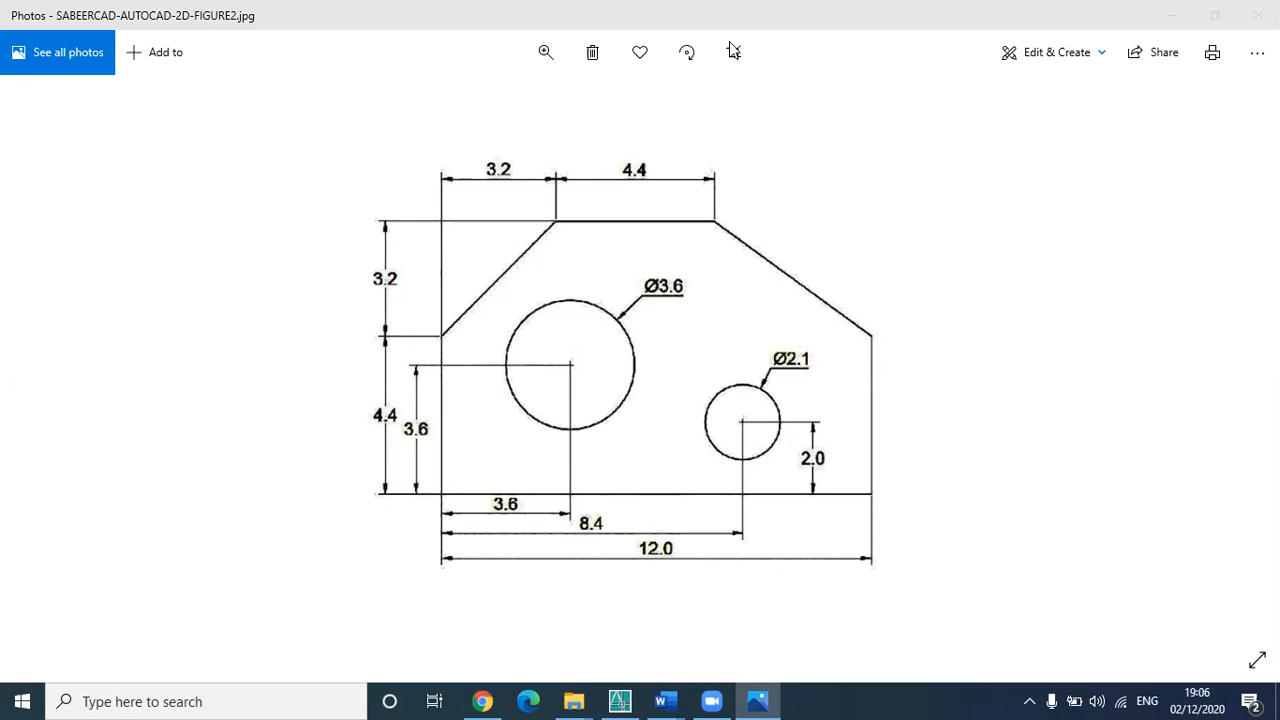 Photos - SABEERCAD-AUTOCAD-2D-FIGURE2.jpg
See all photos
Add to
Edit & Create
Share
3.2
4.4
3.2
Ø3.6
Ø2.1
4.4
3.6
2.0
3.6
8.4
12.0
Type here to search
ENG
19:06
02/12/2020
2